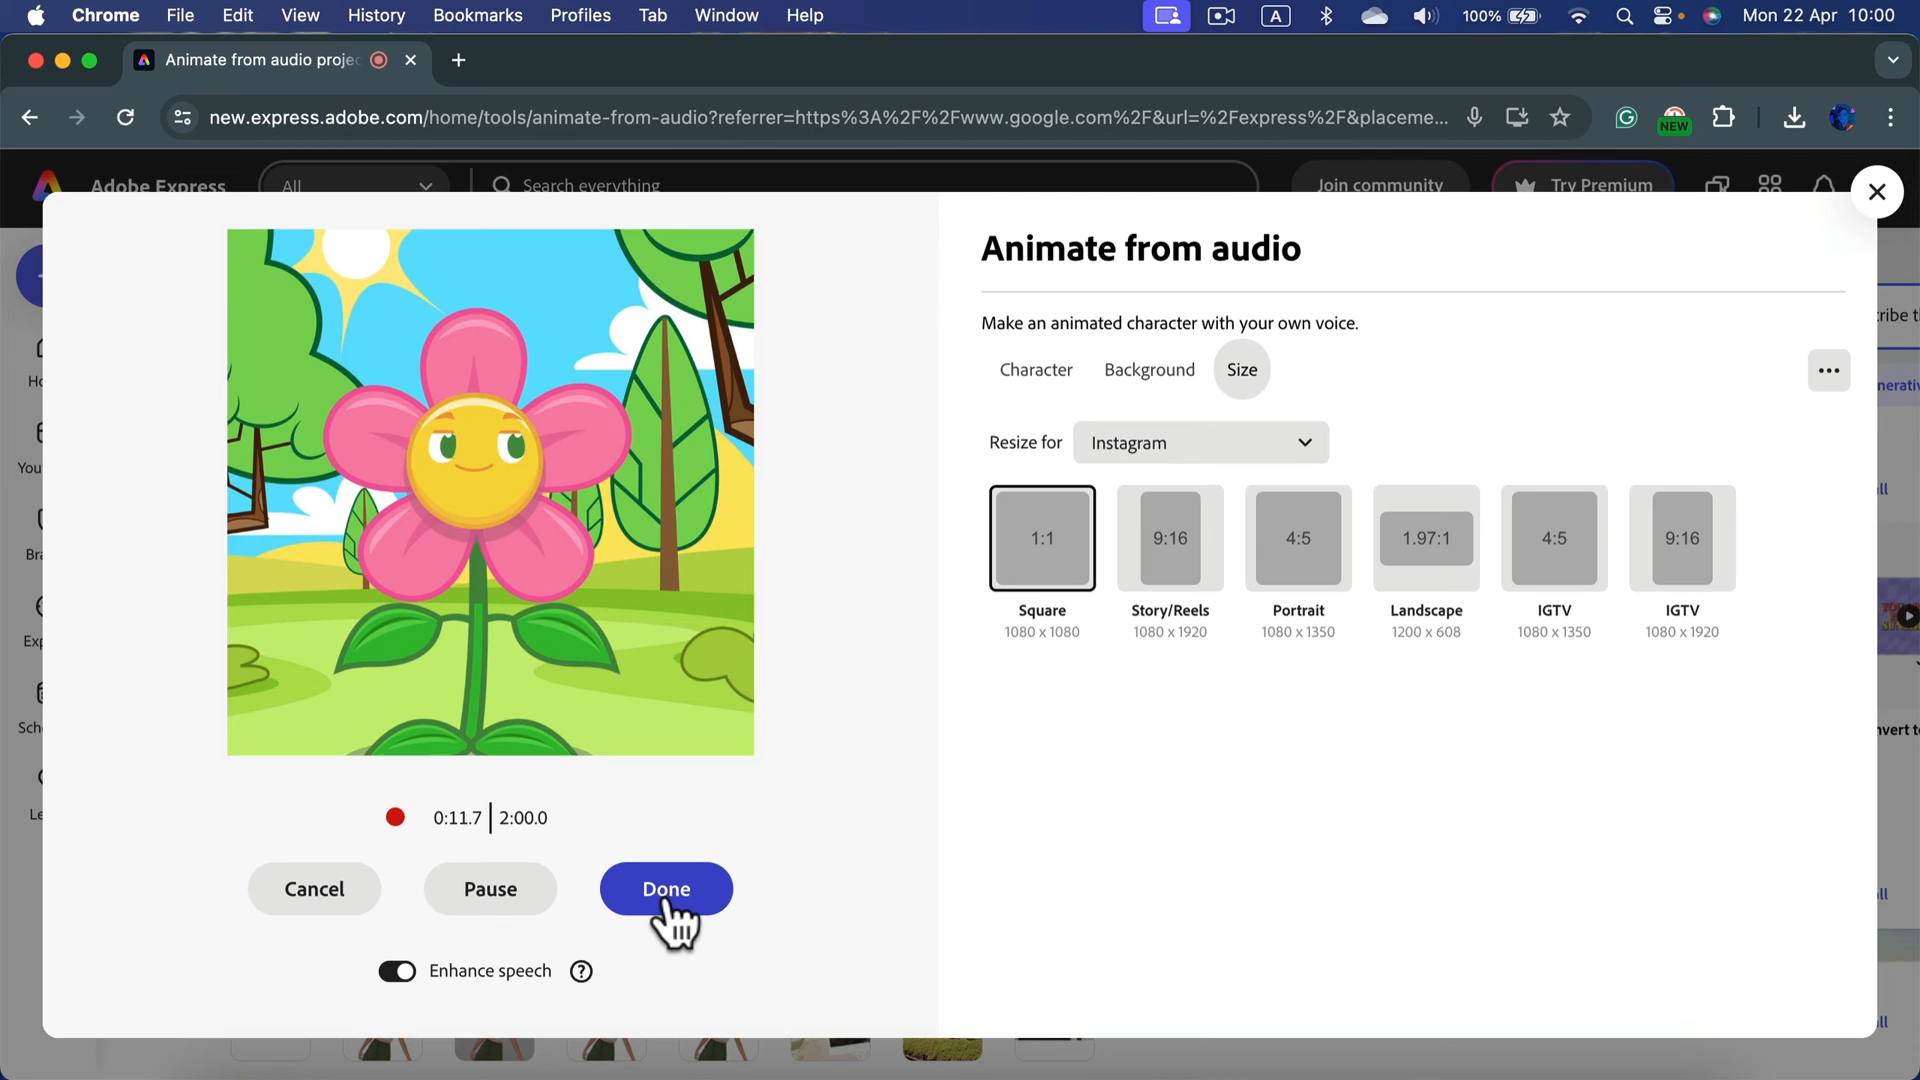 Chrome File Edit View History Bookmarks Profiles Tab Window Help A 100% Mon 22 Apr 10:00
Animate from audio proje
new.express.adobe.com/home/tools/animate-from-audio?referrer=https%3A%2F%2Fwww.google.com%2F&url=%2Fexpress%2F&placeme...
NEW
Adobe Express All Search everything Join community Try Premium
Animate from audio
Make an animated character with your own voice.
Character Background Size
Resize for Instagram
1:1 9:16 4:5 1.97:1 4:5 9:16
Square Story/Reels Portrait Landscape IGTV IGTV
1080 x 1080 1080 x 1920 1080 x 1350 1200 x 608 1080 x 1350 1080 x 1920
0:11.7 2:00.0
Cancel Pause Done
Enhance speech ?